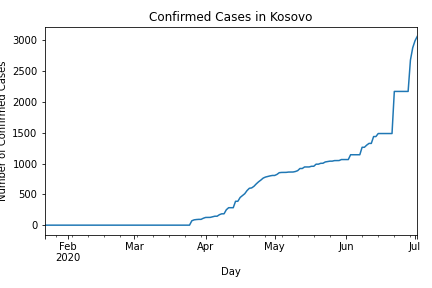 Confirmed Cases in Kosovo
Number of Confirmed Cases
3000
2500
2000
1500
1000
500
0
Feb Mar Apr May Jun Jul
2020
Day